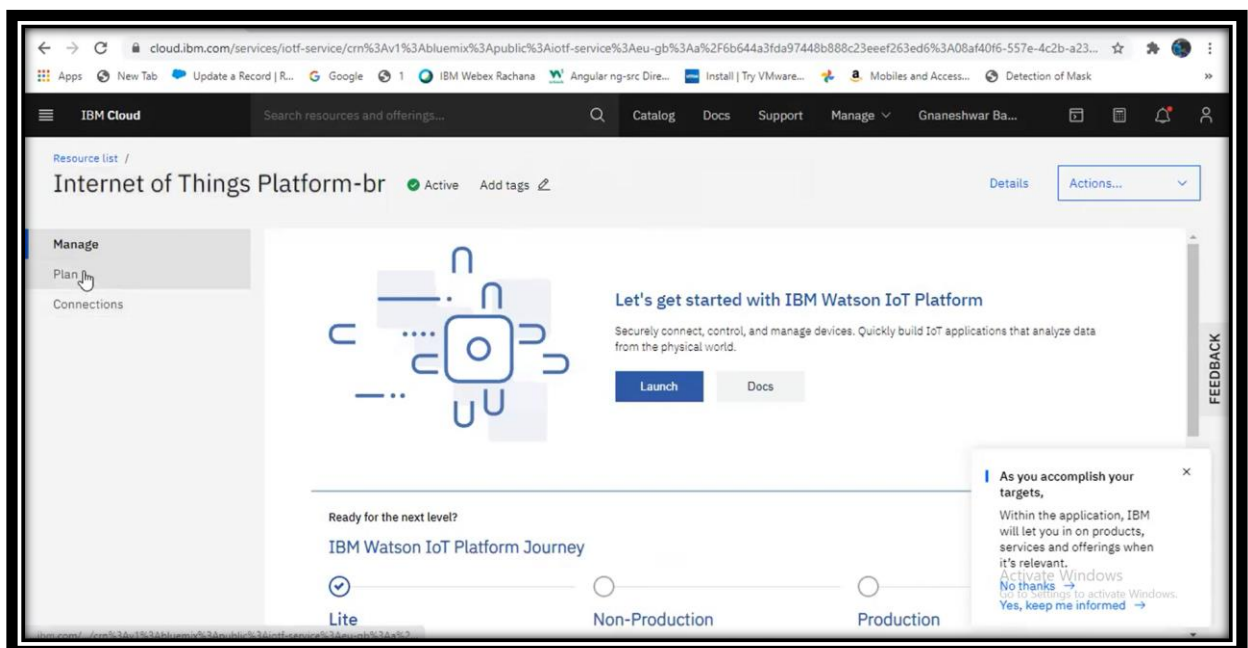 cloud.ibm.com/services/iotf-service/crn%3Av1%3Abluemix%3Apublic%3Aiotf-service%3Aeu-gb%3Aa%2F6b644a3fda97448b888c23eeef263ed6%3A08af40f6-557e-4c2b-a23...
Apps New Tab Update a Record | R... Google 1 IBM Webex Rachana Angular ng-src Dire... Install | Try VMware... Mobiles and Access... Detection of Mask »
IBM Cloud Search resources and offerings... Catalog Docs Support Manage Gnaneshwar Ba...
Resource list /
Internet of Things Platform-br Active Add tags Details Actions...
Manage
Plan
Connections
Let's get started with IBM Watson IoT Platform
Securely connect, control, and manage devices. Quickly build IoT applications that analyze data
from the physical world.
Launch Docs
FEEDBACK
Ready for the next level?
IBM Watson IoT Platform Journey
Lite Non-Production Production
As you accomplish your
targets,
Within the application, IBM
will let you in on products,
services and offerings when
it's relevant.
Activate Windows
No thanks →
Go to Settings to activate Windows.
Yes, keep me informed →